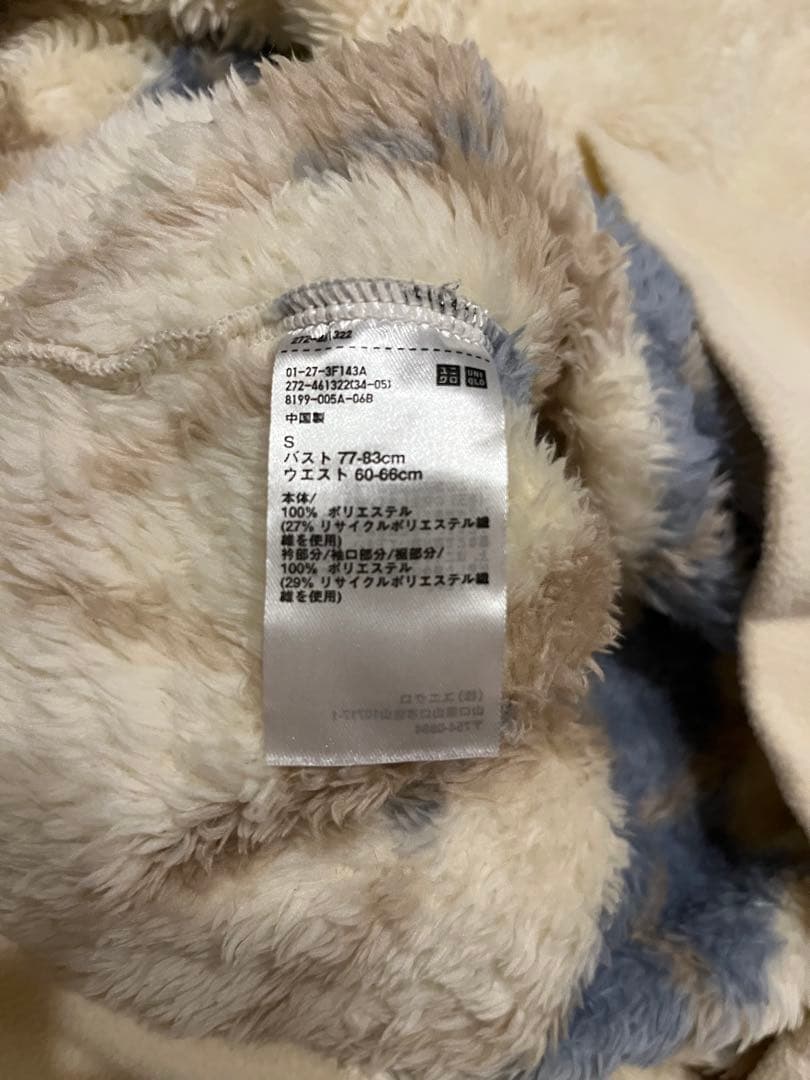 01-27-3F143A
272-461322(34-05)
8199-005A-06B
ユニクロ UNIQLO
中国製
S
バスト 77-83cm
ウエスト 60-66cm
本体/
100% ポリエステル
(27% リサイクルポリエステル繊
維を使用)
衿部分/袖口部分/裾部分/
100% ポリエステル
(29% リサイクルポリエステル繊
維を使用)